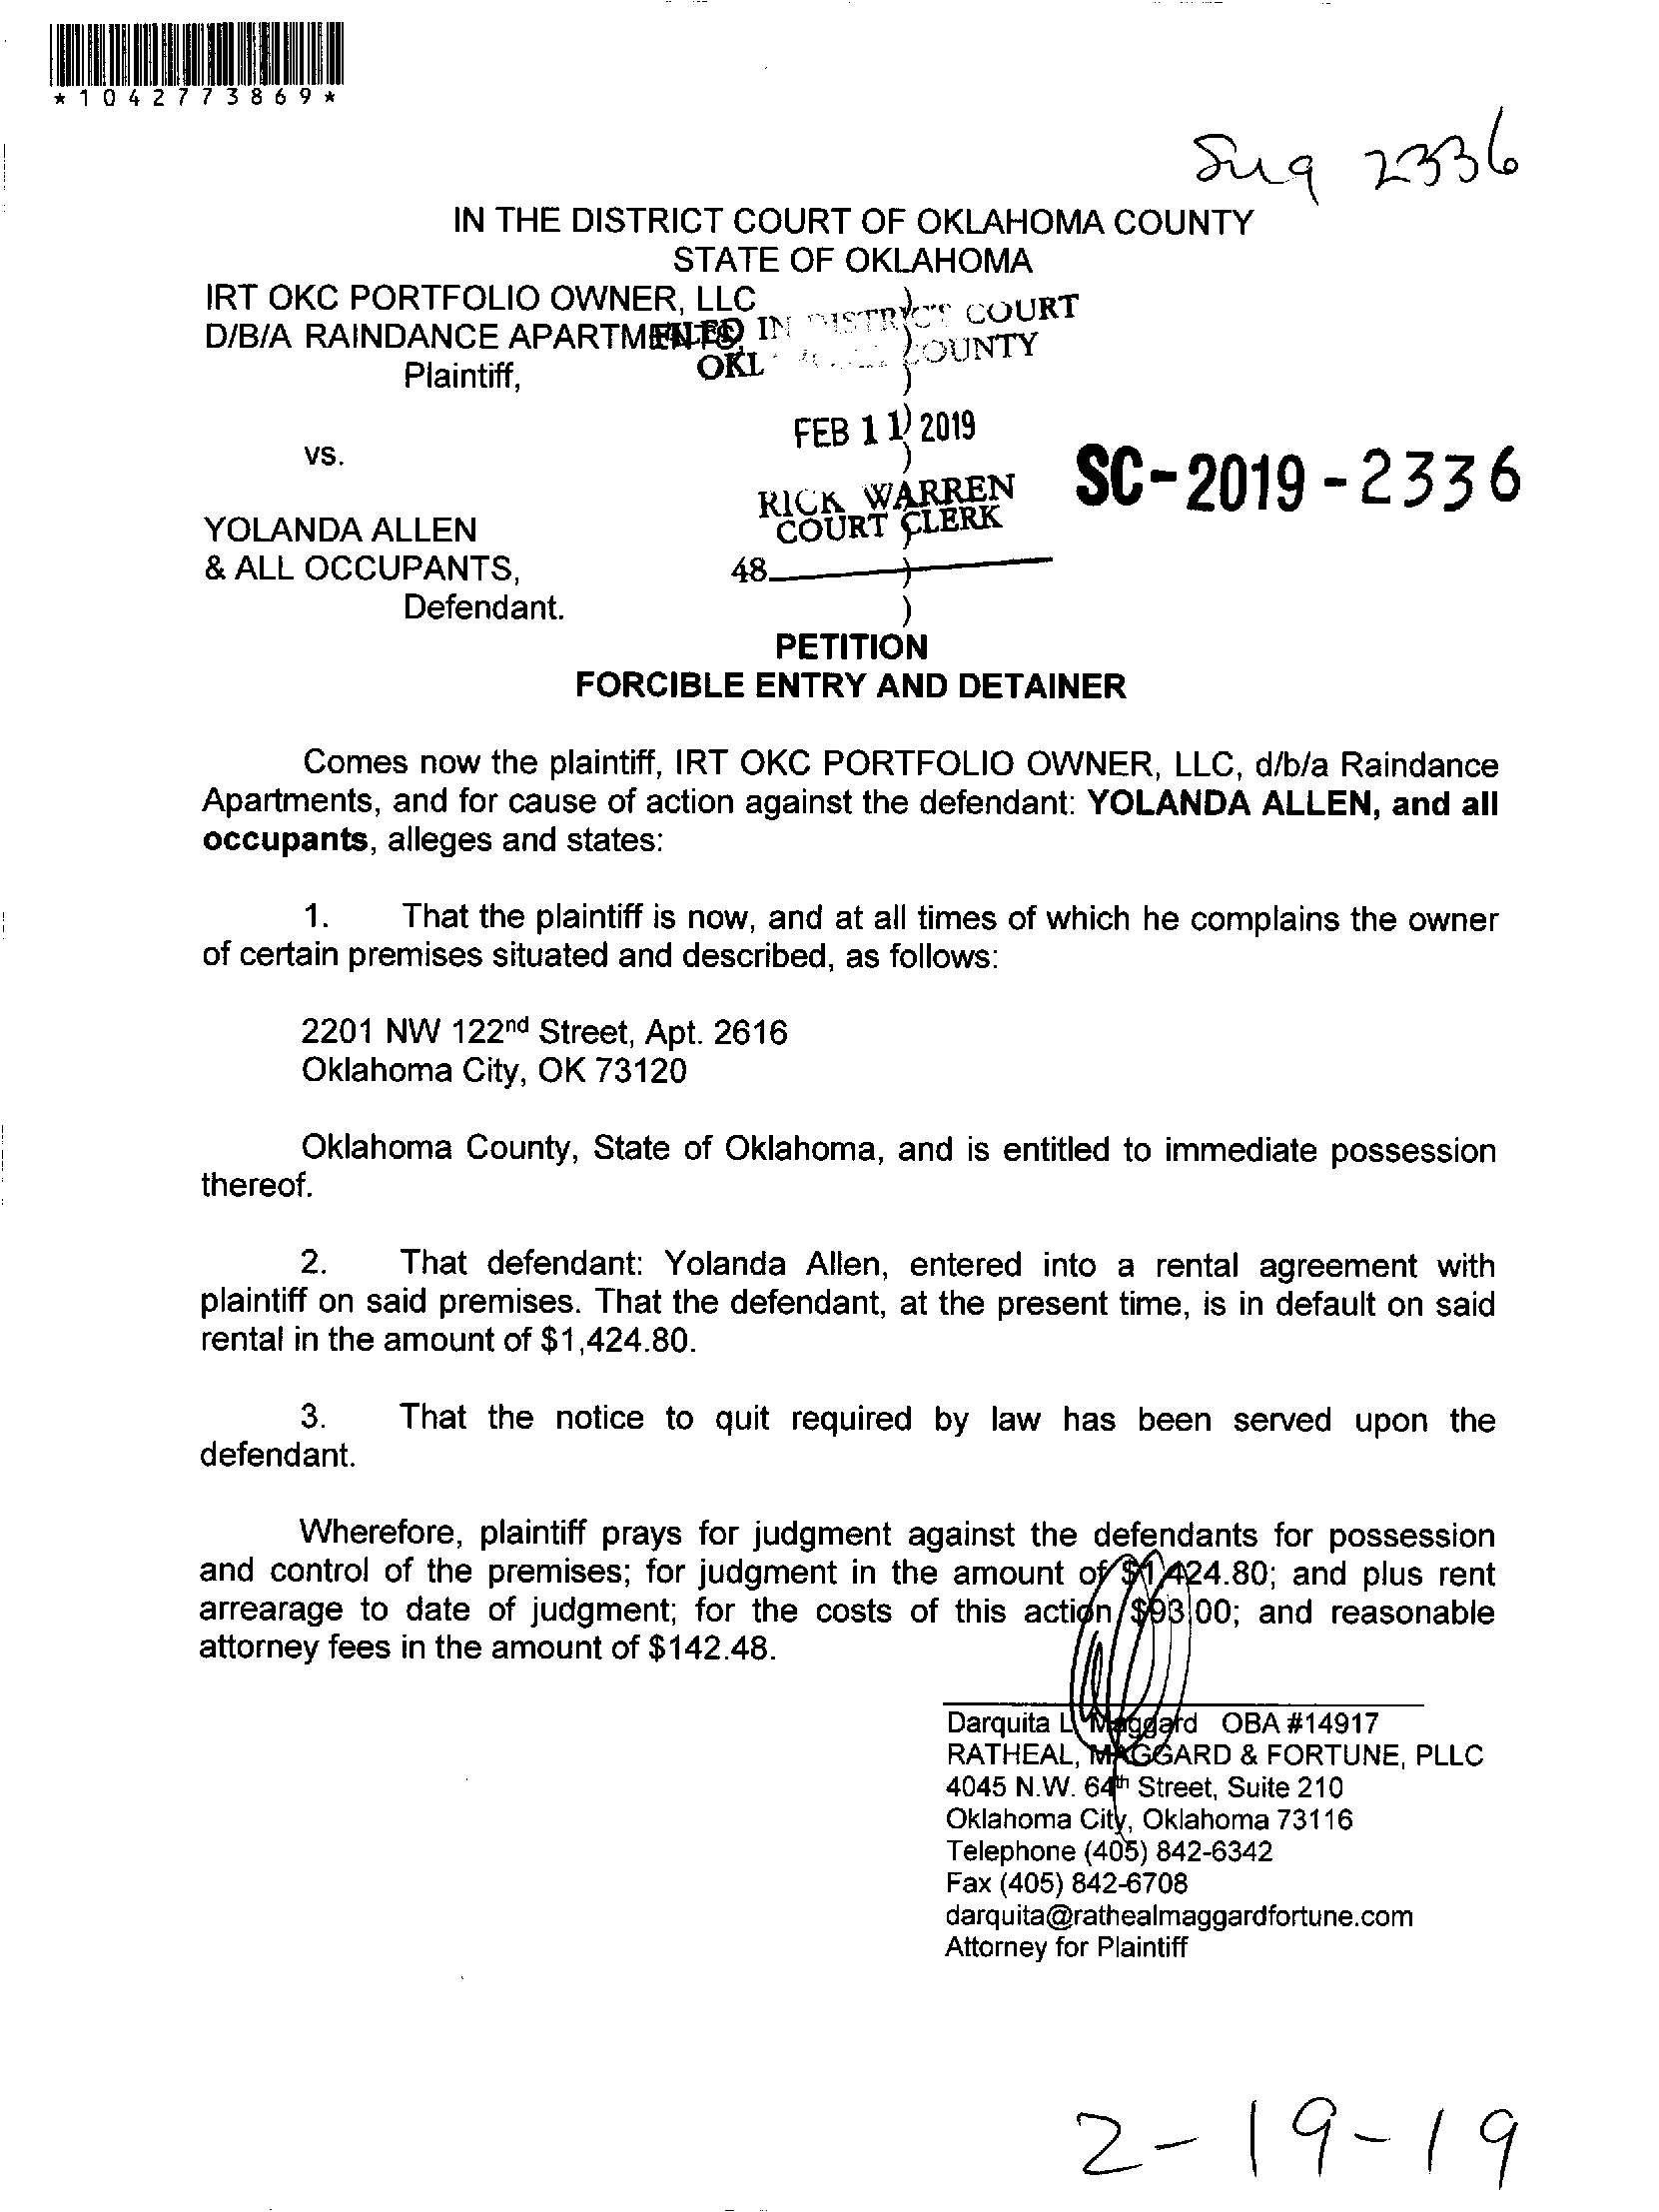 *1042773869*
2336
IN THE DISTRICT COURT OF OKLAHOMA COUNTY
STATE OF OKLAHOMA
IRT OKC PORTFOLIO OWNER, LLC )
D/B/A RAINDANCE APARTMENTS, )
FILED IN DISTRICT COURT
OKL COUNTY
Plaintiff, )
FEB 11 2019
vs. )
SC-2019-2336
RICK WARREN
COURT CLERK
YOLANDA ALLEN )
& ALL OCCUPANTS, )
48
Defendant. )
PETITION
FORCIBLE ENTRY AND DETAINER
Comes now the plaintiff, IRT OKC PORTFOLIO OWNER, LLC, d/b/a Raindance
Apartments, and for cause of action against the defendant: YOLANDA ALLEN, and all
occupants, alleges and states:
1. That the plaintiff is now, and at all times of which he complains the owner
of certain premises situated and described, as follows:
2201 NW 122nd Street, Apt. 2616
Oklahoma City, OK 73120
Oklahoma County, State of Oklahoma, and is entitled to immediate possession
thereof.
2. That defendant: Yolanda Allen, entered into a rental agreement with
plaintiff on said premises. That the defendant, at the present time, is in default on said
rental in the amount of $1,424.80.
3. That the notice to quit required by law has been served upon the
defendant.
Wherefore, plaintiff prays for judgment against the defendants for possession
and control of the premises; for judgment in the amount of $1,424.80; and plus rent
arrearage to date of judgment; for the costs of this action $93.00; and reasonable
attorney fees in the amount of $142.48.
Darquita L. Maggard OBA #14917
RATHEAL, MAGGARD & FORTUNE, PLLC
4045 N.W. 64th Street, Suite 210
Oklahoma City, Oklahoma 73116
Telephone (405) 842-6342
Fax (405) 842-6708
darquita@rathealmaggardfortune.com
Attorney for Plaintiff
2-19-19